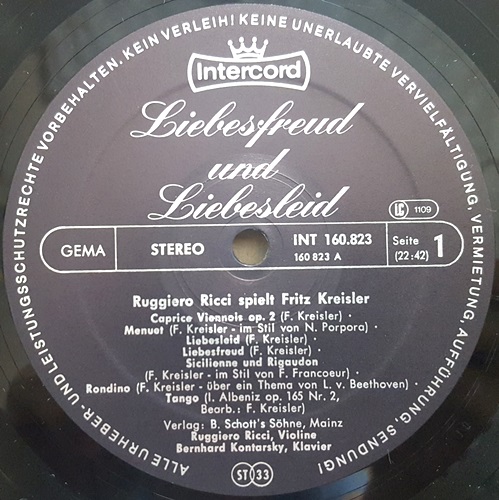 ALLE URHEBER- UND LEISTUNGSSCHUTZRECHTE VORBEHALTEN. KEIN VERLEIH! KEINE UNERLAUBTE VERVIELFÄLTIGUNG, VERMIETUNG, AUFFÜHRUNG, SENDUNG!
Intercord
Liebesfreud
und
Liebesleid
LC 1109
GEMA
STEREO
INT 160.823
160 823 A
Seite 1
(22:42)
Ruggiero Ricci spielt Fritz Kreisler
Caprice Viennois op. 2 (F. Kreisler) ·
Menuet (F. Kreisler - im Stil von N. Porpora) ·
Liebesleid (F. Kreisler) ·
Liebesfreud (F. Kreisler) ·
Sicilienne und Rigaudon
(F. Kreisler - im Stil von F. Francoeur) ·
Rondino (F. Kreisler - über ein Thema von L. v. Beethoven) ·
Tango (I. Albeniz op. 165 Nr. 2,
Bearb.: F. Kreisler)
Verlag: B. Schott's Söhne, Mainz
Ruggiero Ricci, Violine
Bernhard Kontarsky, Klavier
ST 33